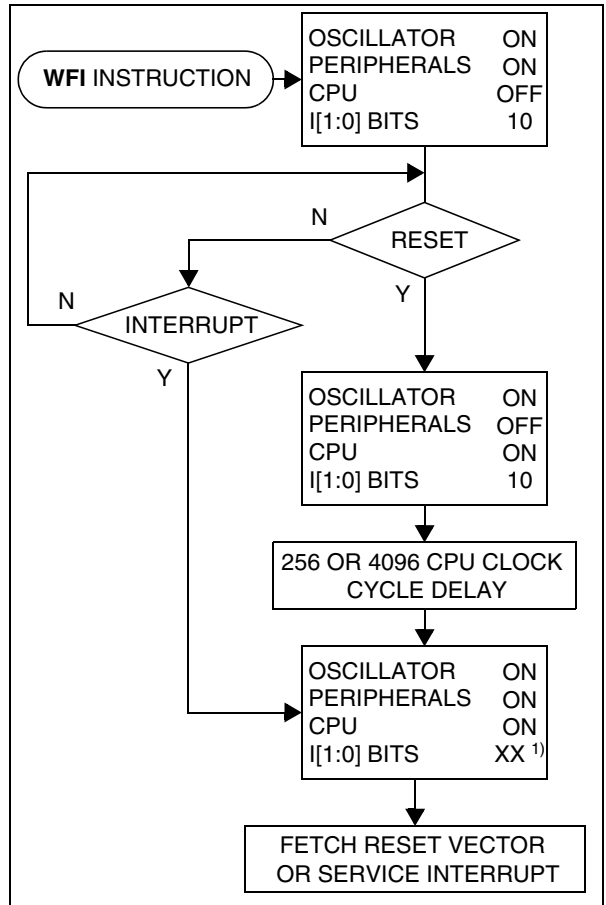 WFI INSTRUCTION
OSCILLATOR ON
PERIPHERALS ON
CPU OFF
I[1:0] BITS 10
N
RESET
Y
N
INTERRUPT
Y
OSCILLATOR ON
PERIPHERALS OFF
CPU ON
I[1:0] BITS 10
256 OR 4096 CPU CLOCK
CYCLE DELAY
OSCILLATOR ON
PERIPHERALS ON
CPU ON
I[1:0] BITS XX 1)
FETCH RESET VECTOR
OR SERVICE INTERRUPT